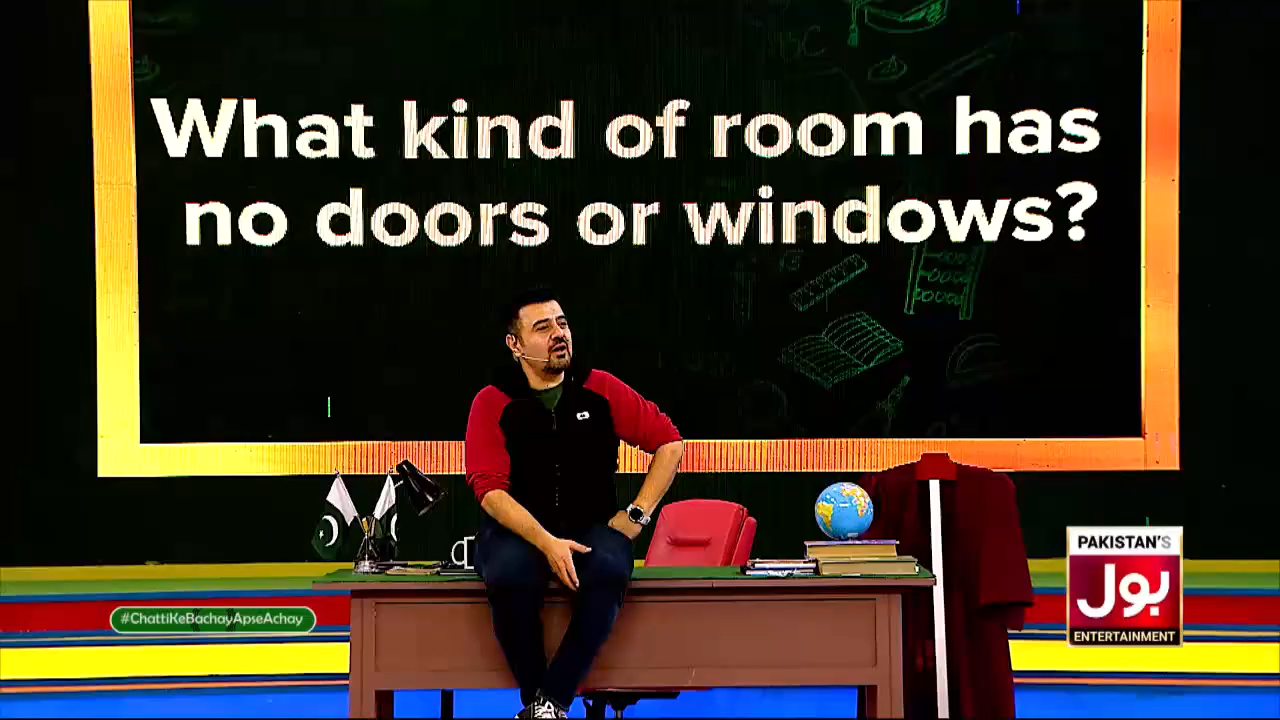 What kind of room has
no doors or windows?
#ChattiKeBachayApseAchay
PAKISTAN'S
بول
ENTERTAINMENT